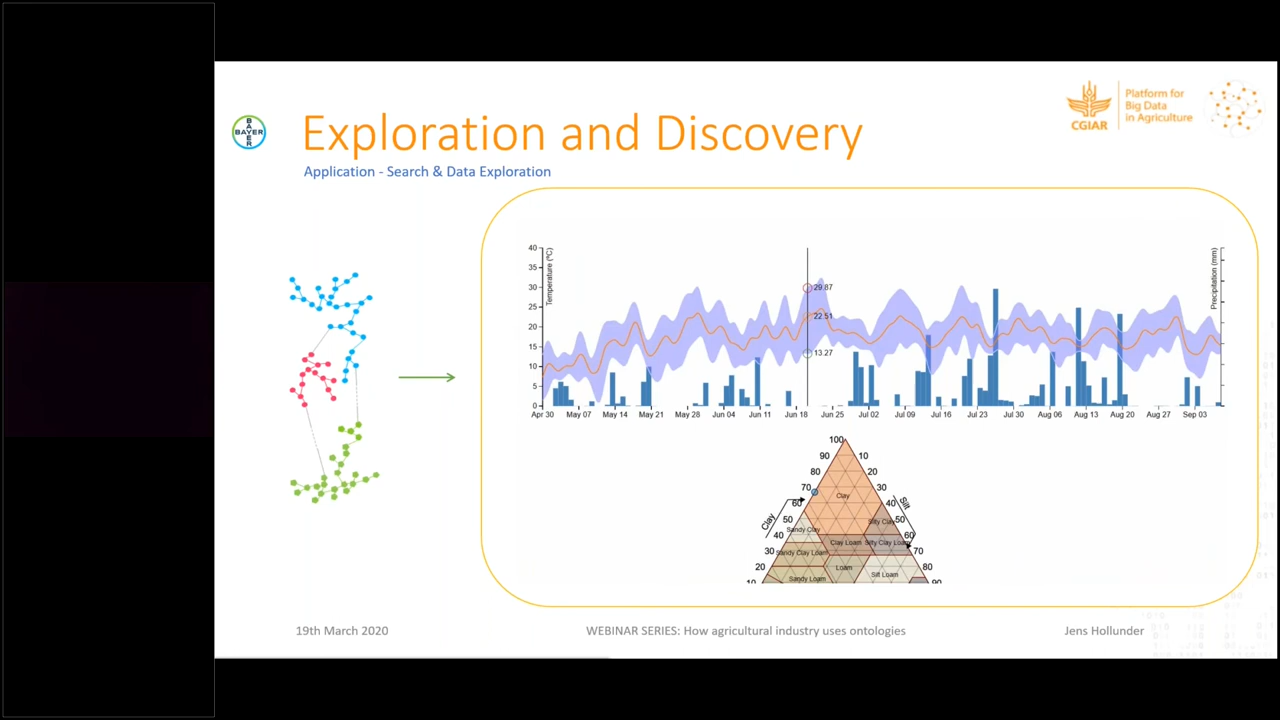 BAYER
BAYER
Exploration and Discovery
Application - Search & Data Exploration
CGIAR
Platform for
Big Data
in Agriculture
Temperature (ºC)
40
35
30
25
20
15
10
5
0
Precipitation (mm)
29.87
22.51
13.27
Apr 30 May 07 May 14 May 21 May 28 Jun 04 Jun 11 Jun 18 Jun 25 Jul 02 Jul 09 Jul 16 Jul 23 Jul 30 Aug 06 Aug 13 Aug 20 Aug 27 Sep 03
100
90 10
80 20
70 30
Clay
60 40
Clay
Silt
50 50
Silty Clay
Sandy Clay
40 60
Clay Loam
Silty Clay Loam
30 70
Sandy Clay Loam
20 80
Loam
Silt Loam
Sandy Loam
10 90
19th March 2020
WEBINAR SERIES: How agricultural industry uses ontologies
Jens Hollunder